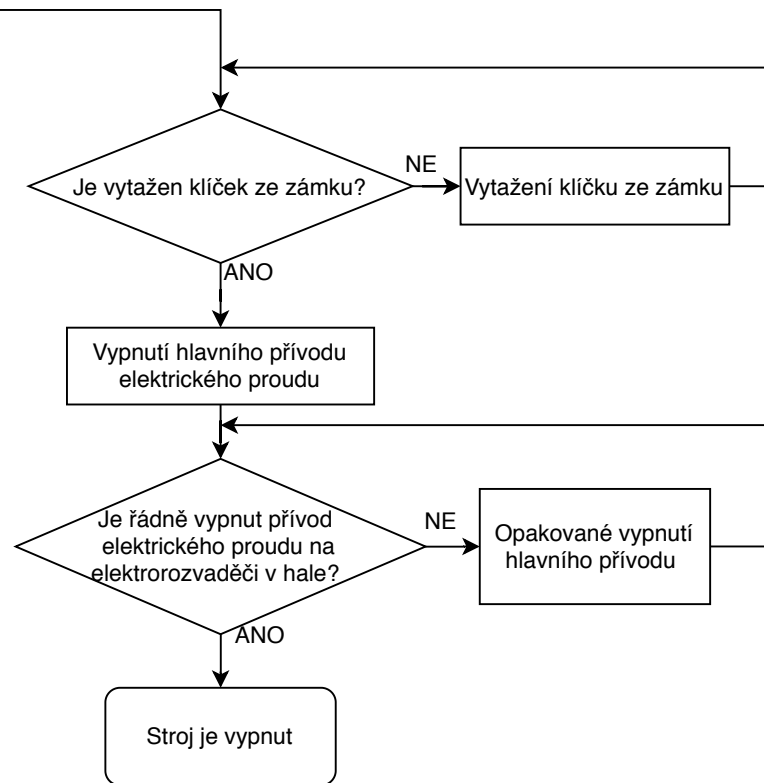 Je vytažen klíček ze zámku?
NE
Vytažení klíčku ze zámku
ANO
Vypnutí hlavního přívodu
elektrického proudu
Je řádně vypnut přívod
elektrického proudu na
elektrorozvaděči v hale?
NE
Opakované vypnutí
hlavního přívodu
ANO
Stroj je vypnut